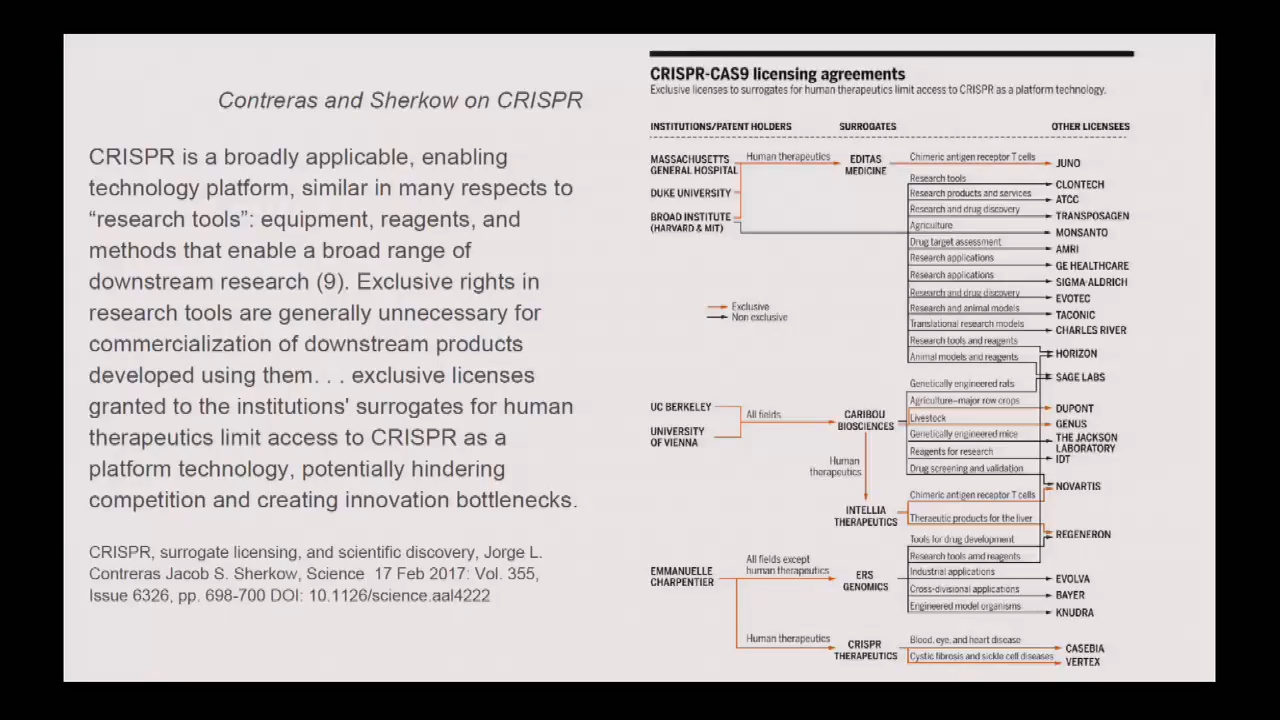 Contreras and Sherkow on CRISPR
CRISPR is a broadly applicable, enabling
technology platform, similar in many respects to
“research tools”: equipment, reagents, and
methods that enable a broad range of
downstream research (9). Exclusive rights in
research tools are generally unnecessary for
commercialization of downstream products
developed using them. . . exclusive licenses
granted to the institutions' surrogates for human
therapeutics limit access to CRISPR as a
platform technology, potentially hindering
competition and creating innovation bottlenecks.
CRISPR, surrogate licensing, and scientific discovery, Jorge L.
Contreras Jacob S. Sherkow, Science 17 Feb 2017: Vol. 355,
Issue 6326, pp. 698-700 DOI: 10.1126/science.aal4222
CRISPR-CAS9 licensing agreements
Exclusive licenses to surrogates for human therapeutics limit access to CRISPR as a platform technology.
INSTITUTIONS/PATENT HOLDERS SURROGATES OTHER LICENSEES
MASSACHUSETTS
GENERAL HOSPITAL
DUKE UNIVERSITY
BROAD INSTITUTE
(HARVARD & MIT)
Human therapeutics
EDITAS
MEDICINE
Chimeric antigen receptor T cells
JUNO
Research tools
CLONTECH
Research products and services
ATCC
Research and drug discovery
TRANSPOSAGEN
Agriculture
MONSANTO
Drug target assessment
AMRI
Research applications
GE HEALTHCARE
Research applications
SIGMA-ALDRICH
Research and drug discovery
EVOTEC
Research and animal models
TACONIC
Translational research models
CHARLES RIVER
Research tools and reagents
HORIZON
Animal models and reagents
SAGE LABS
Exclusive
Non exclusive
UC BERKELEY
UNIVERSITY
OF VIENNA
All fields
CARIBOU
BIOSCIENCES
Genetically engineered rats
Agriculture–major row crops
DUPONT
Livestock
GENUS
Genetically engineered mice
THE JACKSON
LABORATORY
Reagents for research
IDT
Drug screening and validation
NOVARTIS
Human
therapeutics
INTELLIA
THERAPEUTICS
Chimeric antigen receptor T cells
Theraeutic products for the liver
REGENERON
EMMANUELLE
CHARPENTIER
All fields except
human therapeutics
ERS
GENOMICS
Tools for drug development
Research tools amd reagents
Industrial applications
EVOLVA
Cross-divisional applications
BAYER
Engineered model organisms
KNUDRA
Human therapeutics
CRISPR
THERAPEUTICS
Blood, eye, and heart disease
CASEBIA
Cystic fibrosis and sickle cell diseases
VERTEX